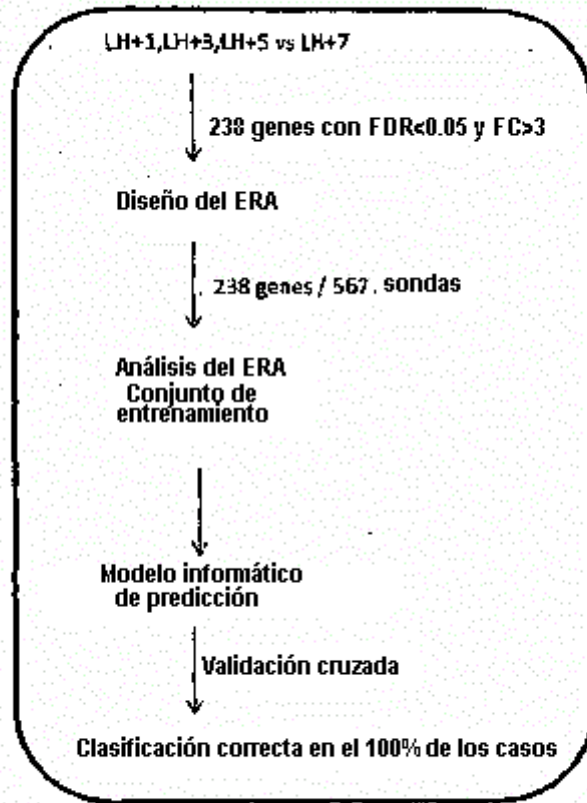 LH+1,LH+3,LH+5 vs LH+7
238 genes con FDR<0.05 y FC>3
Diseño del ERA
238 genes / 567. sondas
Análisis del ERA
Conjunto de
entrenamiento
Modelo informático
de predicción
Validación cruzada
Clasificación correcta en el 100% de los casos